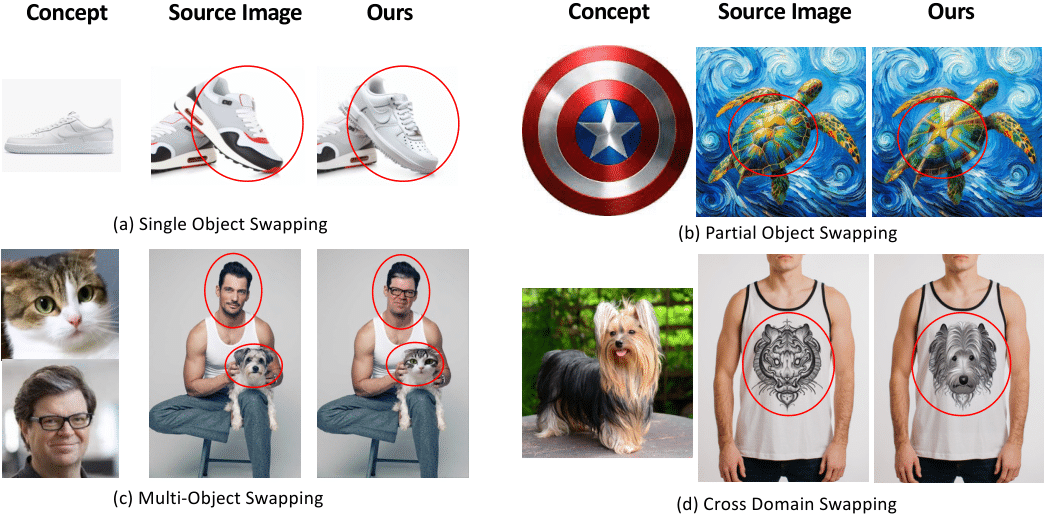 Concept Source Image Ours
(a) Single Object Swapping
(c) Multi-Object Swapping
Concept Source Image Ours
(b) Partial Object Swapping
(d) Cross Domain Swapping